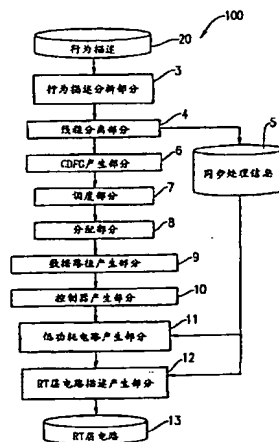 100
行为描述
20
行为描述分析部分
3
线程分离部分
4
5
同步处理信息
CDFG产生部分
6
调度部分
7
分配部分
8
数据路径产生部分
9
控制器产生部分
10
低功耗电路产生部分
11
RT层电路描述产生部分
12
RT层电路
13